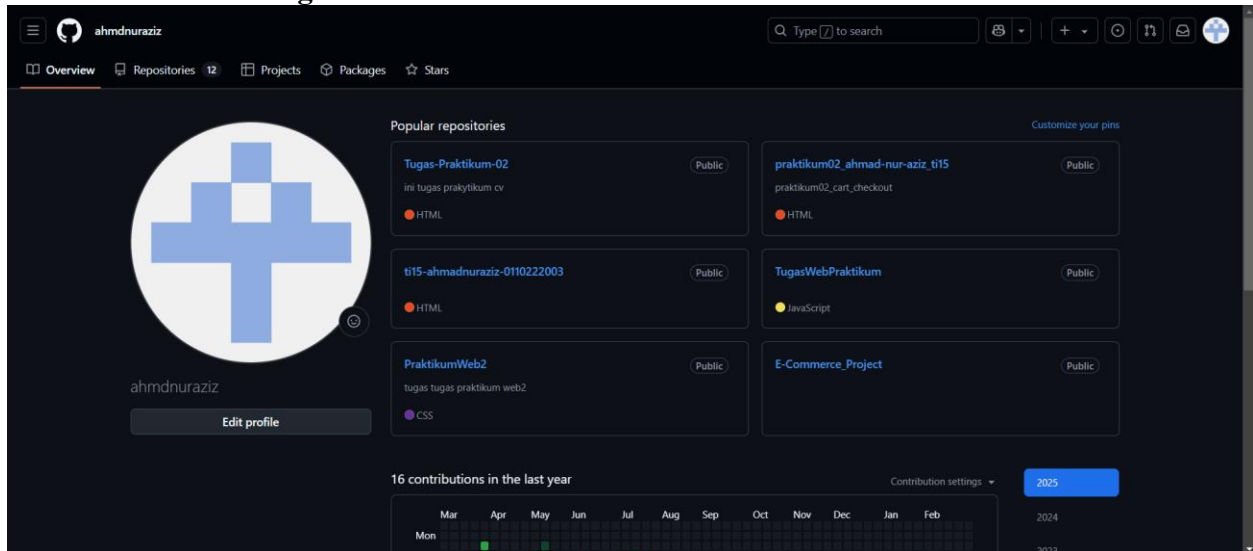 ahmdnuraziz
Type / to search
Overview Repositories 12 Projects Packages Stars
Popular repositories Customize your pins
Tugas-Praktikum-02 Public
ini tugas prakytikum cv
HTML
praktikum02_ahmad-nur-aziz_ti15 Public
praktikum02_cart_checkout
HTML
ti15-ahmadnuraziz-0110222003 Public
HTML
TugasWebPraktikum Public
JavaScript
PraktikumWeb2 Public
tugas tugas praktikum web2
CSS
E-Commerce_Project Public
ahmdnuraziz
Edit profile
16 contributions in the last year
Contribution settings
2025
2024
Mar Apr May Jun Jul Aug Sep Oct Nov Dec Jan Feb
Mon